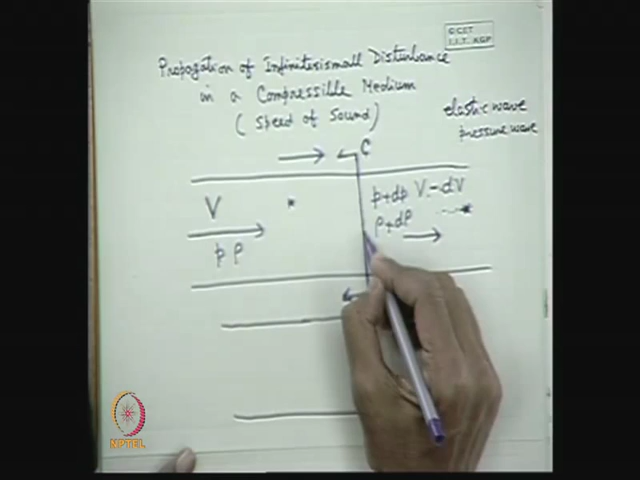 © CET
I.I.T. KGP
Propagation of Infinitesismall Disturbance
in a Compressible Medium
(Speed of Sound)
elastic wave
pressure wave
C
V
p ρ
p+dp V-dV
ρ+dρ
NPTEL